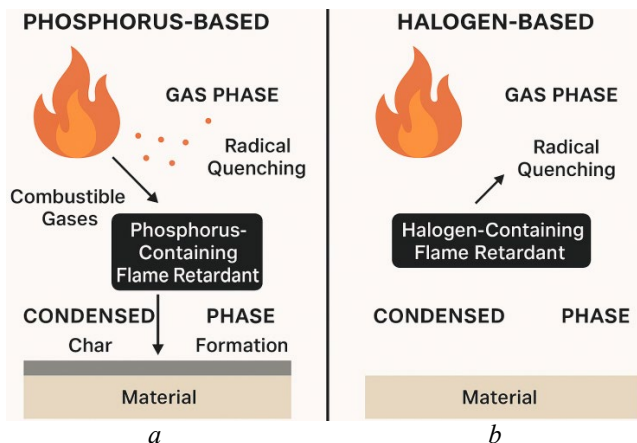 PHOSPHORUS-BASED
GAS PHASE
Radical
Quenching
Combustible
Gases
Phosphorus-
Containing
Flame Retardant
CONDENSED PHASE
Char Formation
Material
a
HALOGEN-BASED
GAS PHASE
Radical
Quenching
Halogen-Containing
Flame Retardant
CONDENSED PHASE
Material
b